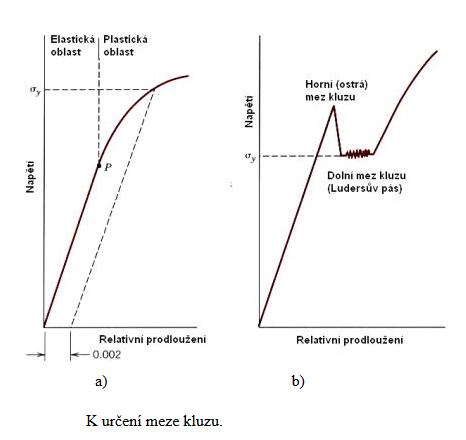 Elastická
oblast
Plastická
oblast
σy
P
Napětí
Relativní prodloužení
0.002
a)
Horní (ostrá)
mez kluzu
Napětí
σy
Dolní mez kluzu
(Ludersův pás)
Relativní prodloužení
b)
K určení meze kluzu.